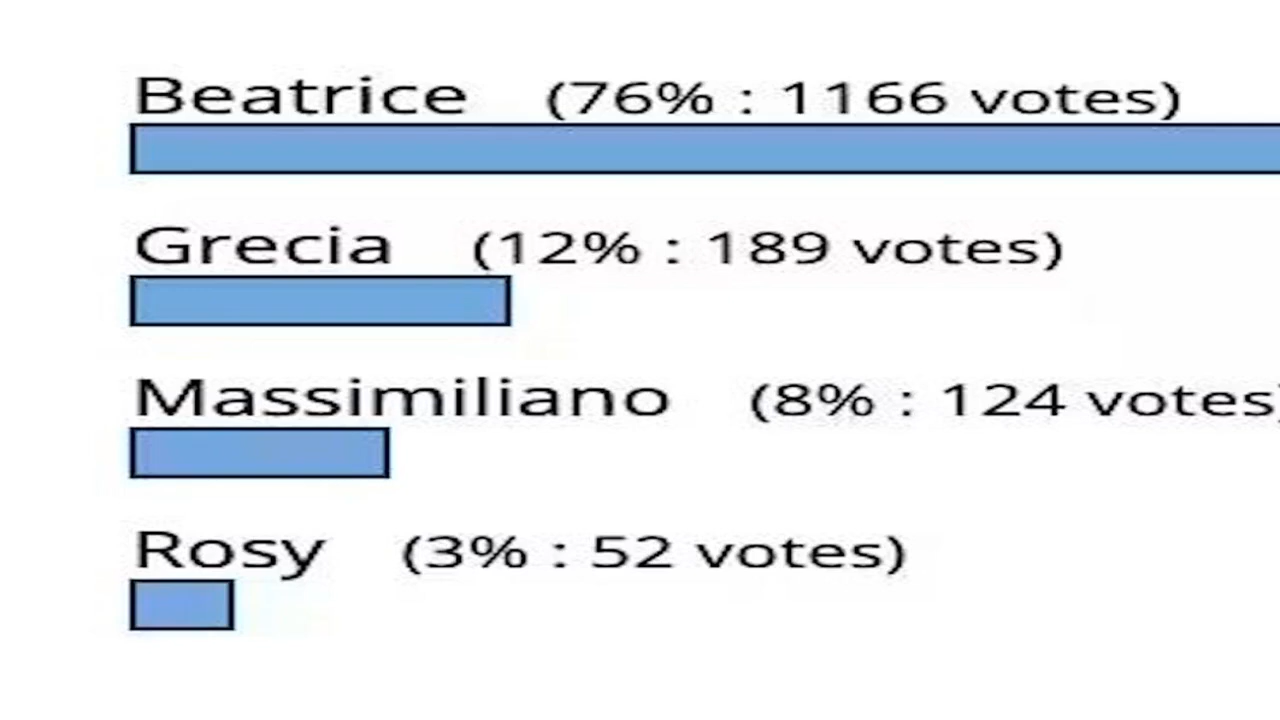 Beatrice (76% : 1166 votes)
Grecia (12% : 189 votes)
Massimiliano (8% : 124 votes)
Rosy (3% : 52 votes)